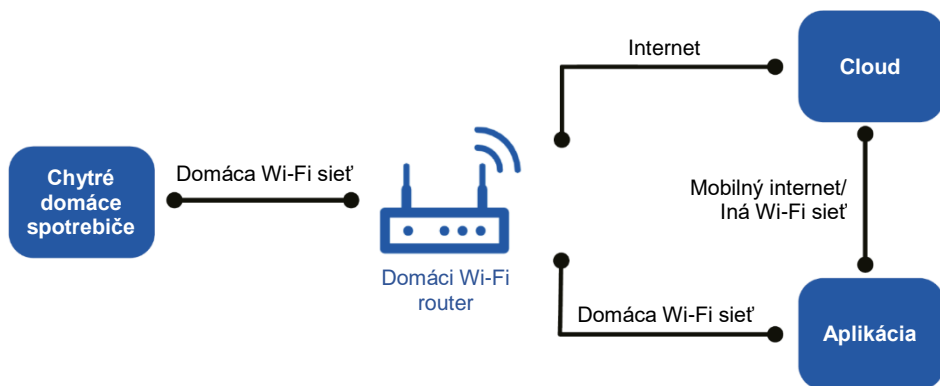 Internet
Cloud
Chytré
domáce
spotrebiče
Domáca Wi-Fi sieť
Mobilný internet/
Iná Wi-Fi sieť
Domáci Wi-Fi
router
Domáca Wi-Fi sieť
Aplikácia